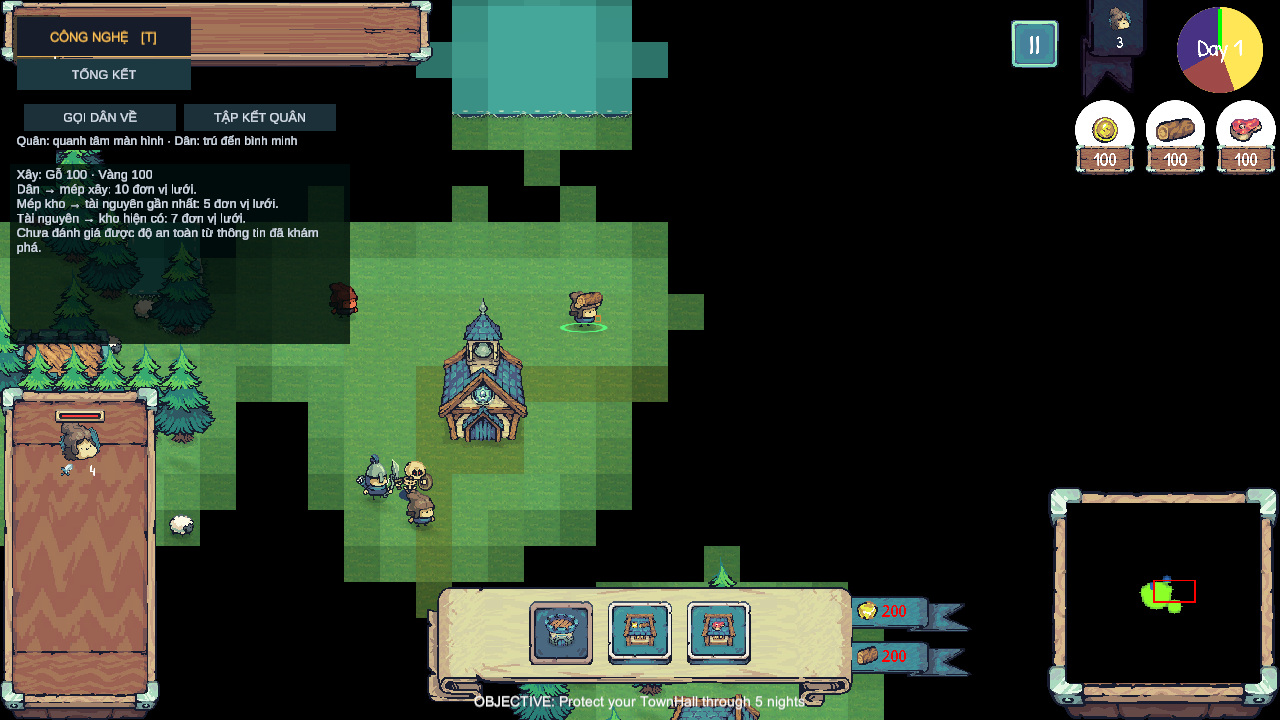 CÔNG NGHỆ [T]
TỔNG KẾT
GỌI DÂN VỀ
TẬP KẾT QUÂN
Quân: quanh tâm màn hình · Dân: trú đến bình minh
Xây: Gỗ 100 · Vàng 100
Dân → mép xây: 10 đơn vị lưới.
Mép kho → tài nguyên gần nhất: 5 đơn vị lưới.
Tài nguyên → kho hiện có: 7 đơn vị lưới.
Chưa đánh giá được độ an toàn từ thông tin đã khám
phá.
3
Day 1
100
100
100
4
200
200
OBJECTIVE: Protect your TownHall through 5 nights